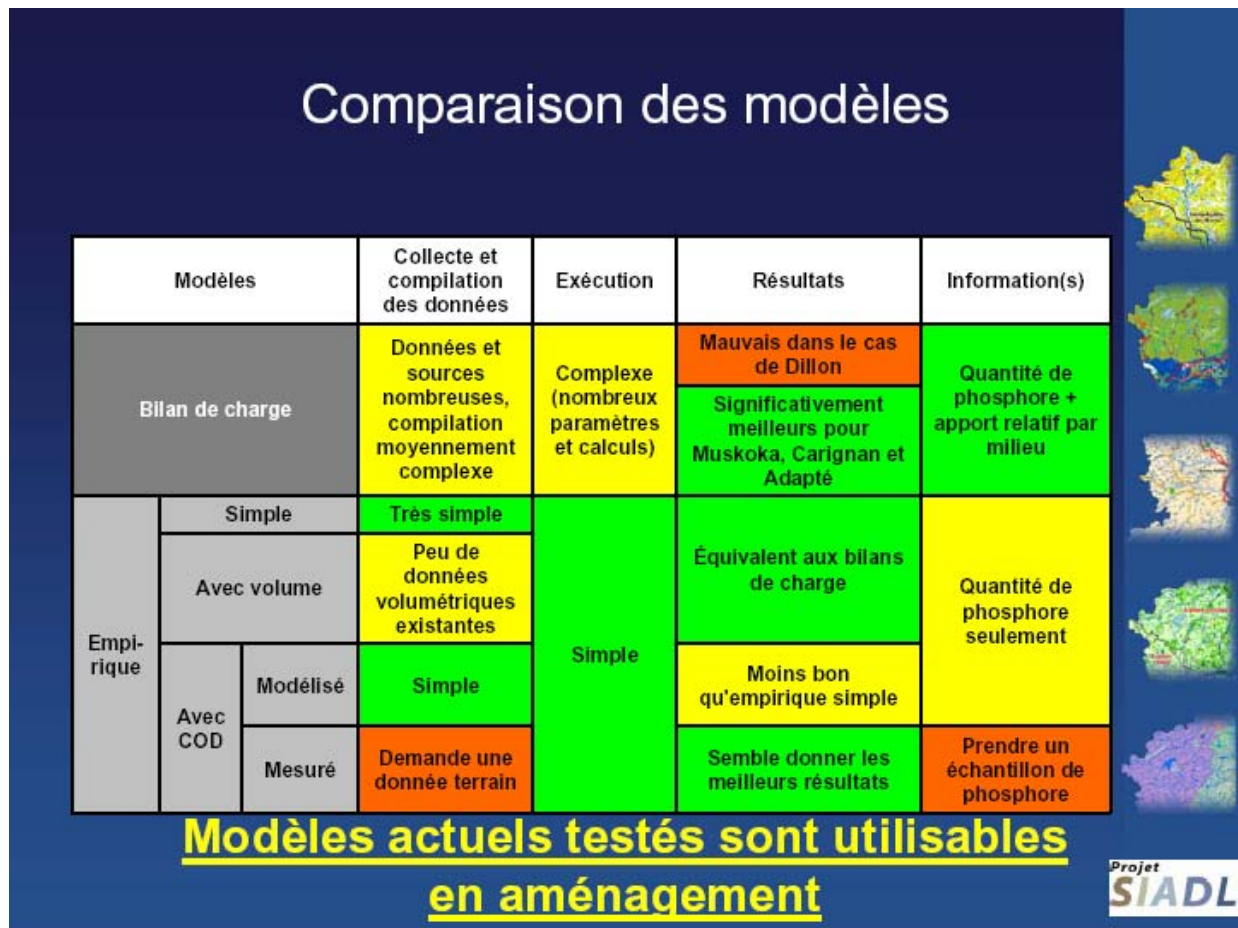 Comparaison des modèles
Modèles
Collecte et
compilation
des données
Exécution
Résultats
Information(s)
Bilan de charge
Données et
sources
nombreuses,
compilation
moyennement
complexe
Complexe
(nombreux
paramètres
et calculs)
Mauvais dans le cas
de Dillon
Significativement
meilleurs pour
Muskoka, Carignan et
Adapté
Quantité de
phosphore +
apport relatif par
milieu
Empi-
rique
Simple
Très simple
Simple
Équivalent aux bilans
de charge
Quantité de
phosphore
seulement
Avec volume
Peu de
données
volumétriques
existantes
Avec
COD
Modélisé
Simple
Moins bon
qu'empirique simple
Mesuré
Demande une
donnée terrain
Semble donner les
meilleurs résultats
Prendre un
échantillon de
phosphore
Modèles actuels testés sont utilisables
en aménagement
Projet
SIADL